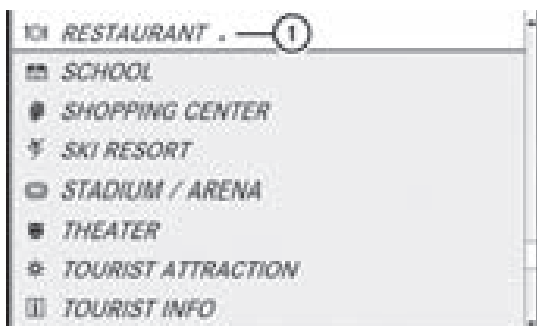 RESTAURANT . 1
SCHOOL
SHOPPING CENTER
SKI RESORT
STADIUM / ARENA
THEATER
TOURIST ATTRACTION
TOURIST INFO